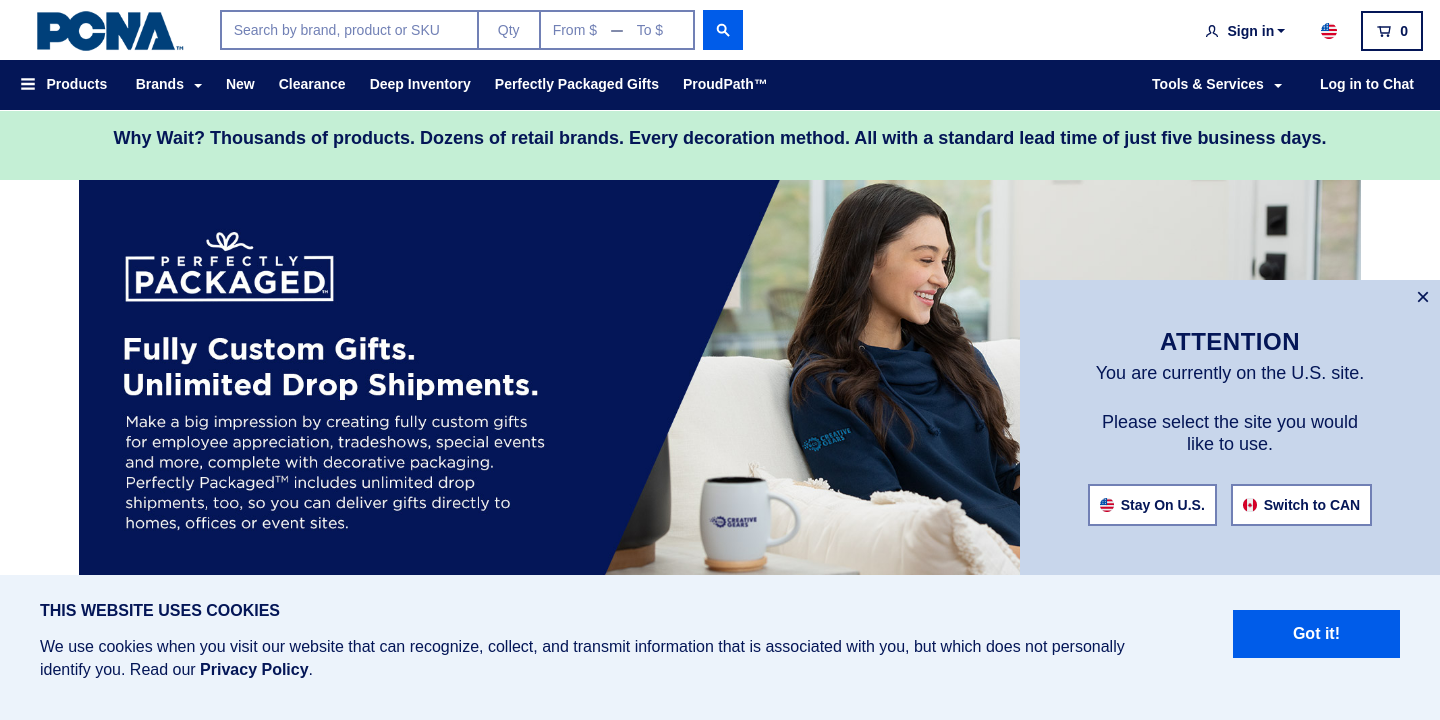 PCNA™
Search by brand, product or SKU
Qty
From $ — To $
Sign in
0
Products
Brands
New
Clearance
Deep Inventory
Perfectly Packaged Gifts
ProudPath™
Tools & Services
Log in to Chat
Why Wait? Thousands of products. Dozens of retail brands. Every decoration method. All with a standard lead time of just five business days.
PERFECTLY
PACKAGED™
Fully Custom Gifts.
Unlimited Drop Shipments.
Make a big impression by creating fully custom gifts
for employee appreciation, tradeshows, special events
and more, complete with decorative packaging.
Perfectly Packaged™ includes unlimited drop
shipments, too, so you can deliver gifts directly to
homes, offices or event sites.
CREATIVE
GEARS
CREATIVE
GEARS
×
ATTENTION
You are currently on the U.S. site.
Please select the site you would
like to use.
Stay On U.S.
Switch to CAN
THIS WEBSITE USES COOKIES
We use cookies when you visit our website that can recognize, collect, and transmit information that is associated with you, but which does not personally
identify you. Read our Privacy Policy.
Got it!